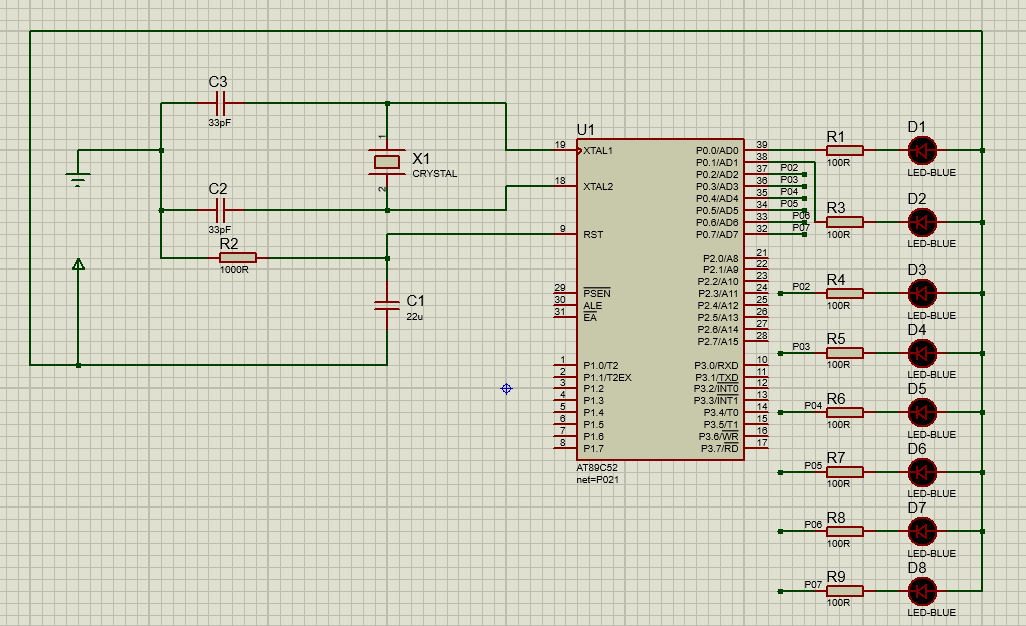 C3
33pF
1
X1
CRYSTAL
2
C2
33pF
R2
1000R
C1
22u
U1
19 XTAL1 P0.0/AD0 39
P0.1/AD1 38
P0.2/AD2 37 P02
18 XTAL2 P0.3/AD3 36 P03
P0.4/AD4 35 P04
P0.5/AD5 34 P05
P0.6/AD6 33 P06
9 RST P0.7/AD7 32 P07
P2.0/A8 21
P2.1/A9 22
P2.2/A10 23
29 PSEN P2.3/A11 24
30 ALE P2.4/A12 25
31 EA P2.5/A13 26
P2.6/A14 27
P2.7/A15 28
1 P1.0/T2 P3.0/RXD 10
2 P1.1/T2EX P3.1/TXD 11
3 P1.2 P3.2/INT0 12
4 P1.3 P3.3/INT1 13
5 P1.4 P3.4/T0 14
6 P1.5 P3.5/T1 15
7 P1.6 P3.6/WR 16
8 P1.7 P3.7/RD 17
AT89C52
net=P021
R1 D1
100R LED-BLUE
R3 D2
100R LED-BLUE
P02 R4 D3
100R LED-BLUE
P03 R5 D4
100R LED-BLUE
P04 R6 D5
100R LED-BLUE
P05 R7 D6
100R LED-BLUE
P06 R8 D7
100R LED-BLUE
P07 R9 D8
100R LED-BLUE